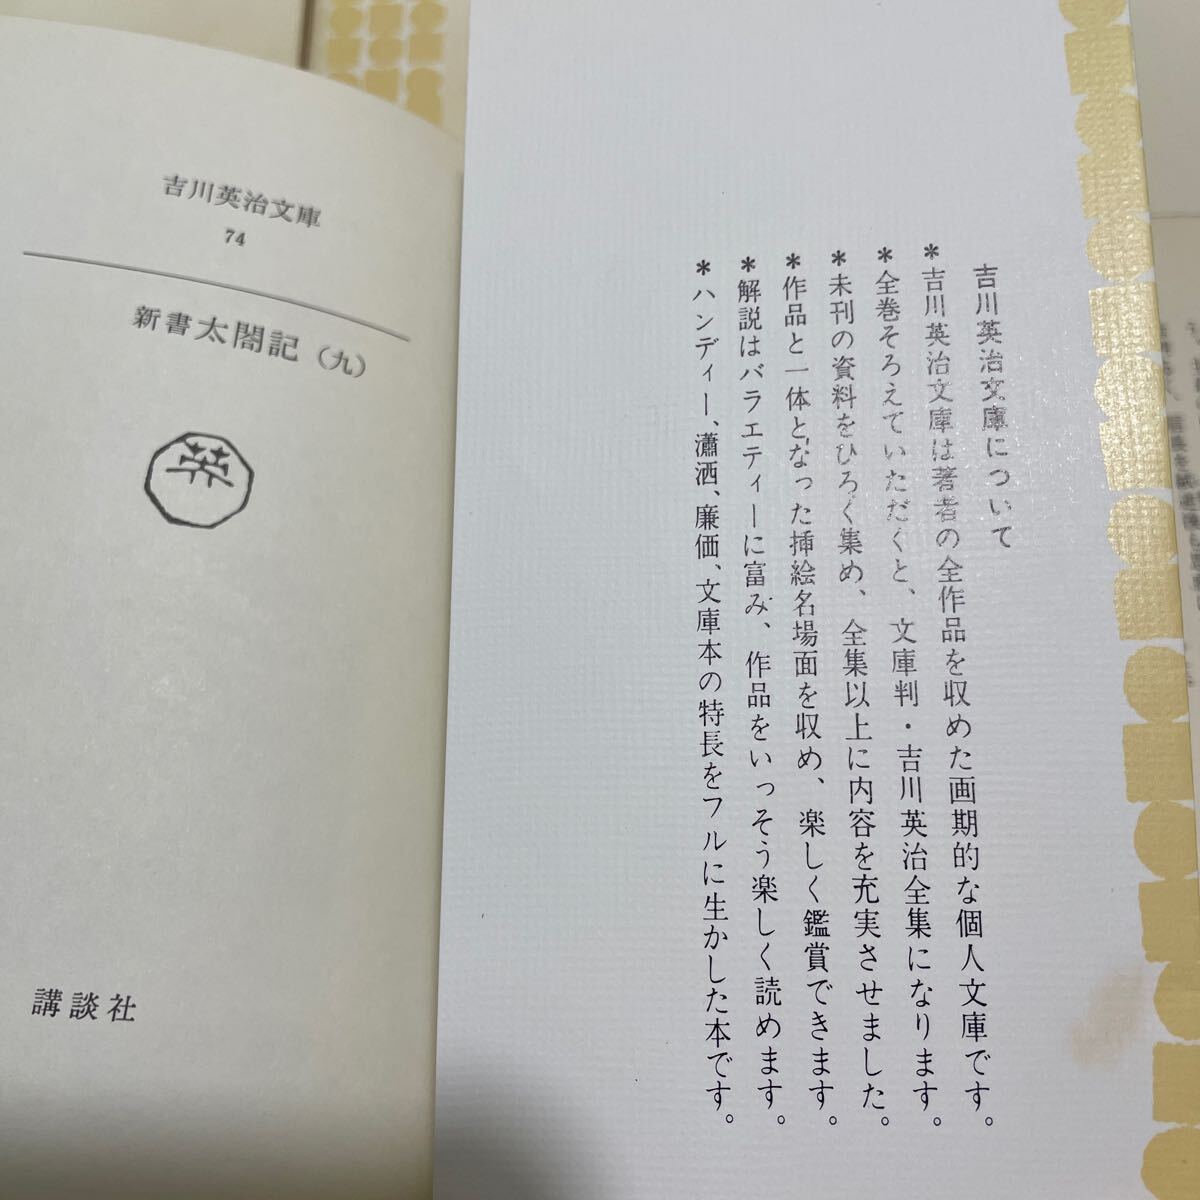 吉川英治文庫
74
新書太閤記(九)
講談社
吉川英治文庫について
*吉川英治文庫は著者の全作品を収めた画期的な個人文庫です。
*全巻そろえていただくと、文庫判・吉川英治全集になります。
*未刊の資料をひろく集め、全集以上に内容を充実させました。
*作品と一体となった挿絵名場面を収め、楽しく鑑賞できます。
*解説はバラエティーに富み、作品をいっそう楽しく読めます。
*ハンディー、瀟洒、廉価、文庫本の特長をフルに生かした本です。